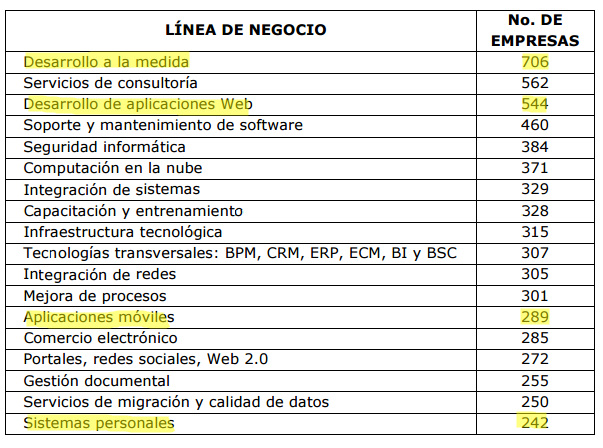 LÍNEA DE NEGOCIO No. DE EMPRESAS
Desarrollo a la medida 706
Servicios de consultoría 562
Desarrollo de aplicaciones Web 544
Soporte y mantenimiento de software 460
Seguridad informática 384
Computación en la nube 371
Integración de sistemas 329
Capacitación y entrenamiento 328
Infraestructura tecnológica 315
Tecnologías transversales: BPM, CRM, ERP, ECM, BI y BSC 307
Integración de redes 305
Mejora de procesos 301
Aplicaciones móviles 289
Comercio electrónico 285
Portales, redes sociales, Web 2.0 272
Gestión documental 255
Servicios de migración y calidad de datos 250
Sistemas personales 242